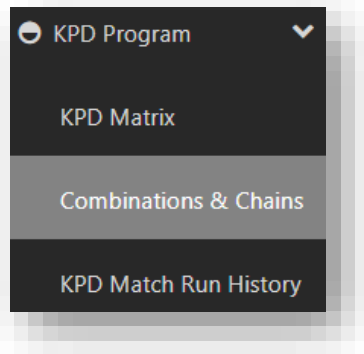 KPD Program
KPD Matrix
Combinations & Chains
KPD Match Run History